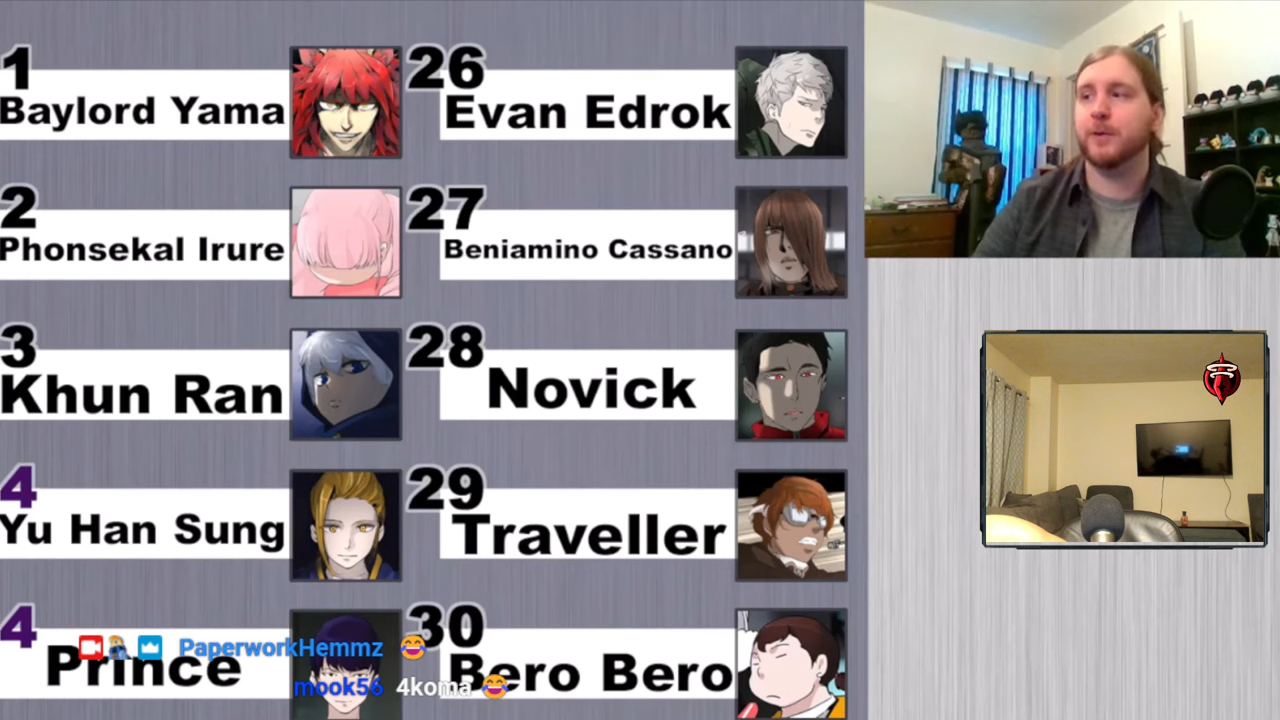 1
Baylord Yama
2
Phonsekal Irure
3
Khun Ran
4
Yu Han Sung
4
Prince
26
Evan Edrok
27
Beniamino Cassano
28
Novick
29
Traveller
30
Bero Bero
PaperworkHemmz 😂
mook56 4koma 😂